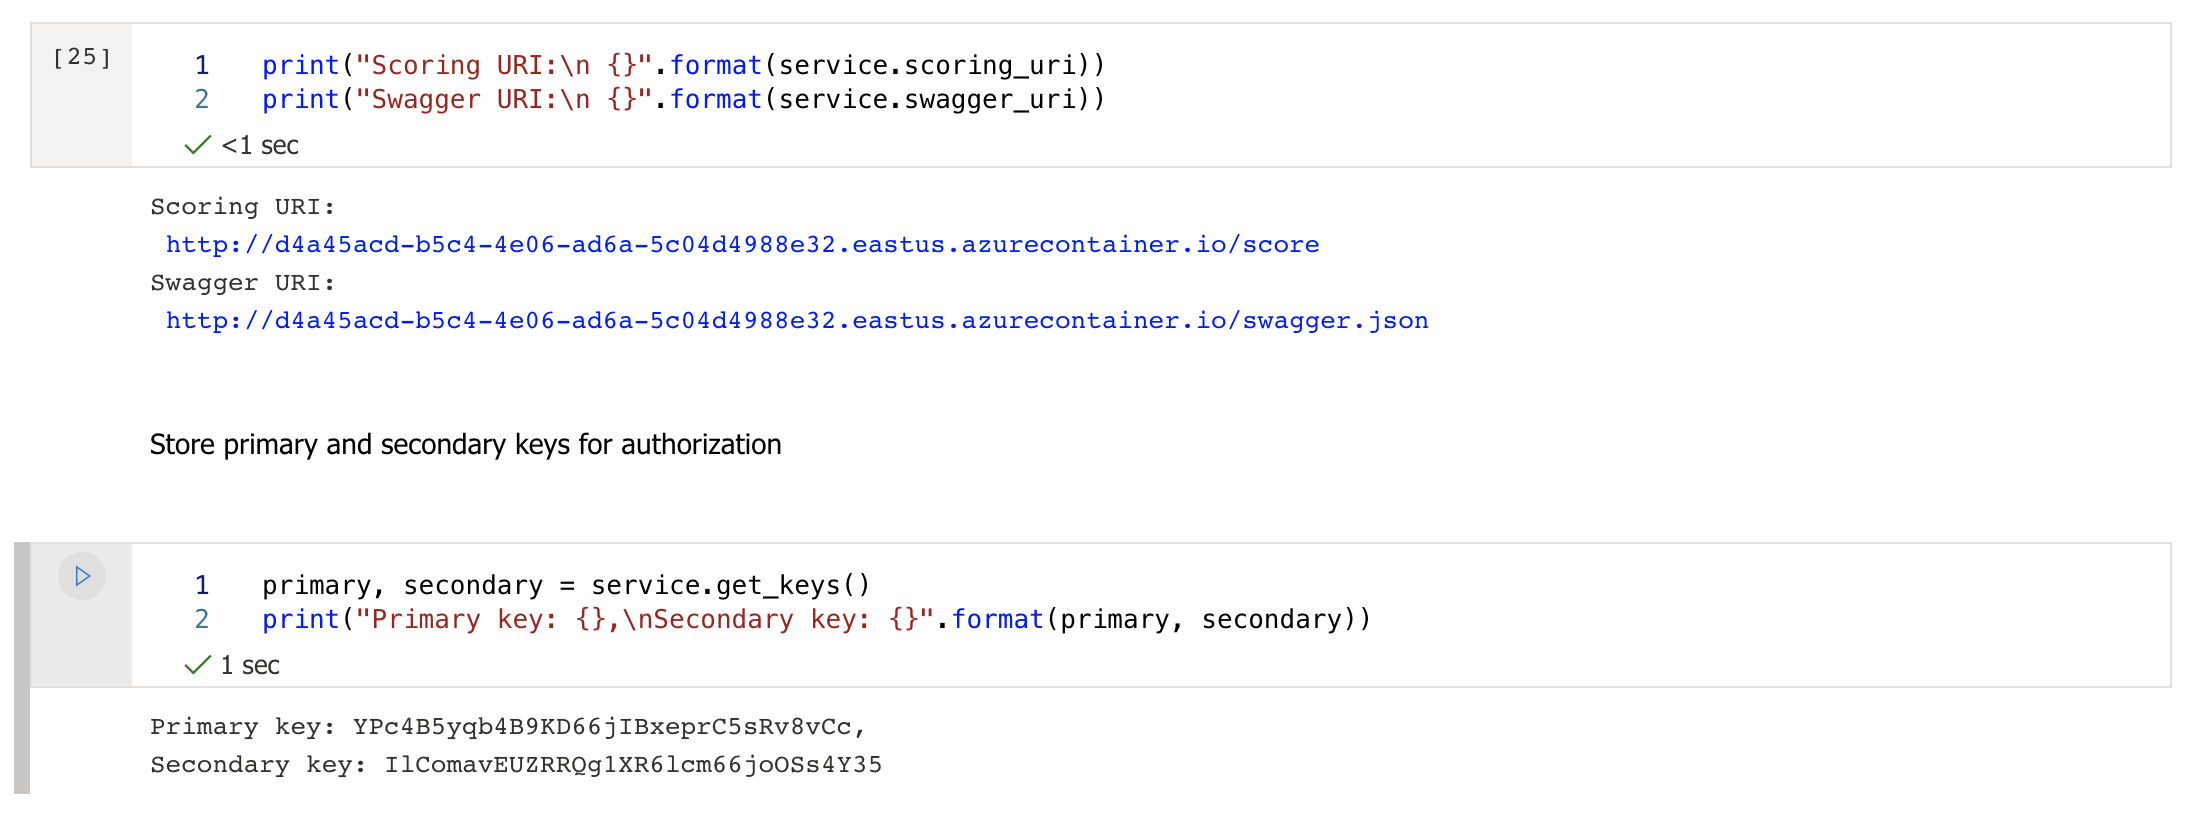 [25]
1 print("Scoring URI:\n {}".format(service.scoring_uri))
2 print("Swagger URI:\n {}".format(service.swagger_uri))
<1 sec
Scoring URI:
http://d4a45acd-b5c4-4e06-ad6a-5c04d4988e32.eastus.azurecontainer.io/score
Swagger URI:
http://d4a45acd-b5c4-4e06-ad6a-5c04d4988e32.eastus.azurecontainer.io/swagger.json
Store primary and secondary keys for authorization
1 primary, secondary = service.get_keys()
2 print("Primary key: {},\nSecondary key: {}".format(primary, secondary))
1 sec
Primary key: YPc4B5yqb4B9KD66jIBxeprC5sRv8vCc,
Secondary key: IlComavEUZRRQg1XR6lcm66joOSs4Y35